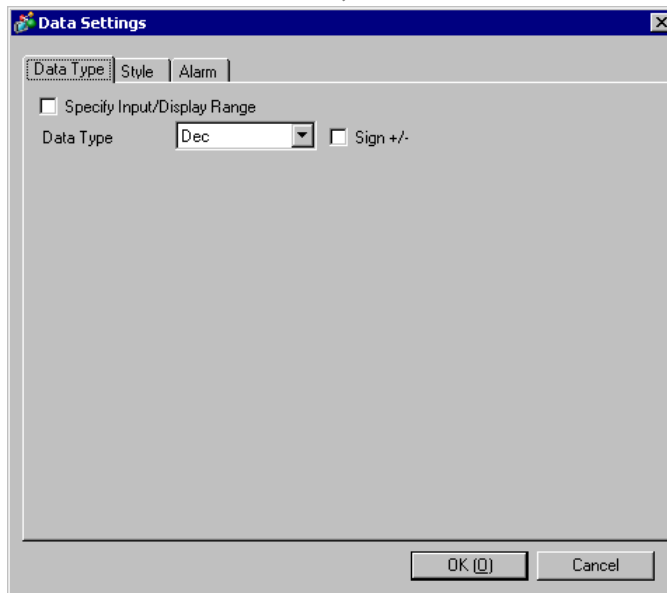 Data Settings
Data Type Style Alarm
Specify Input/Display Range
Data Type Dec Sign +/-
OK (O) Cancel